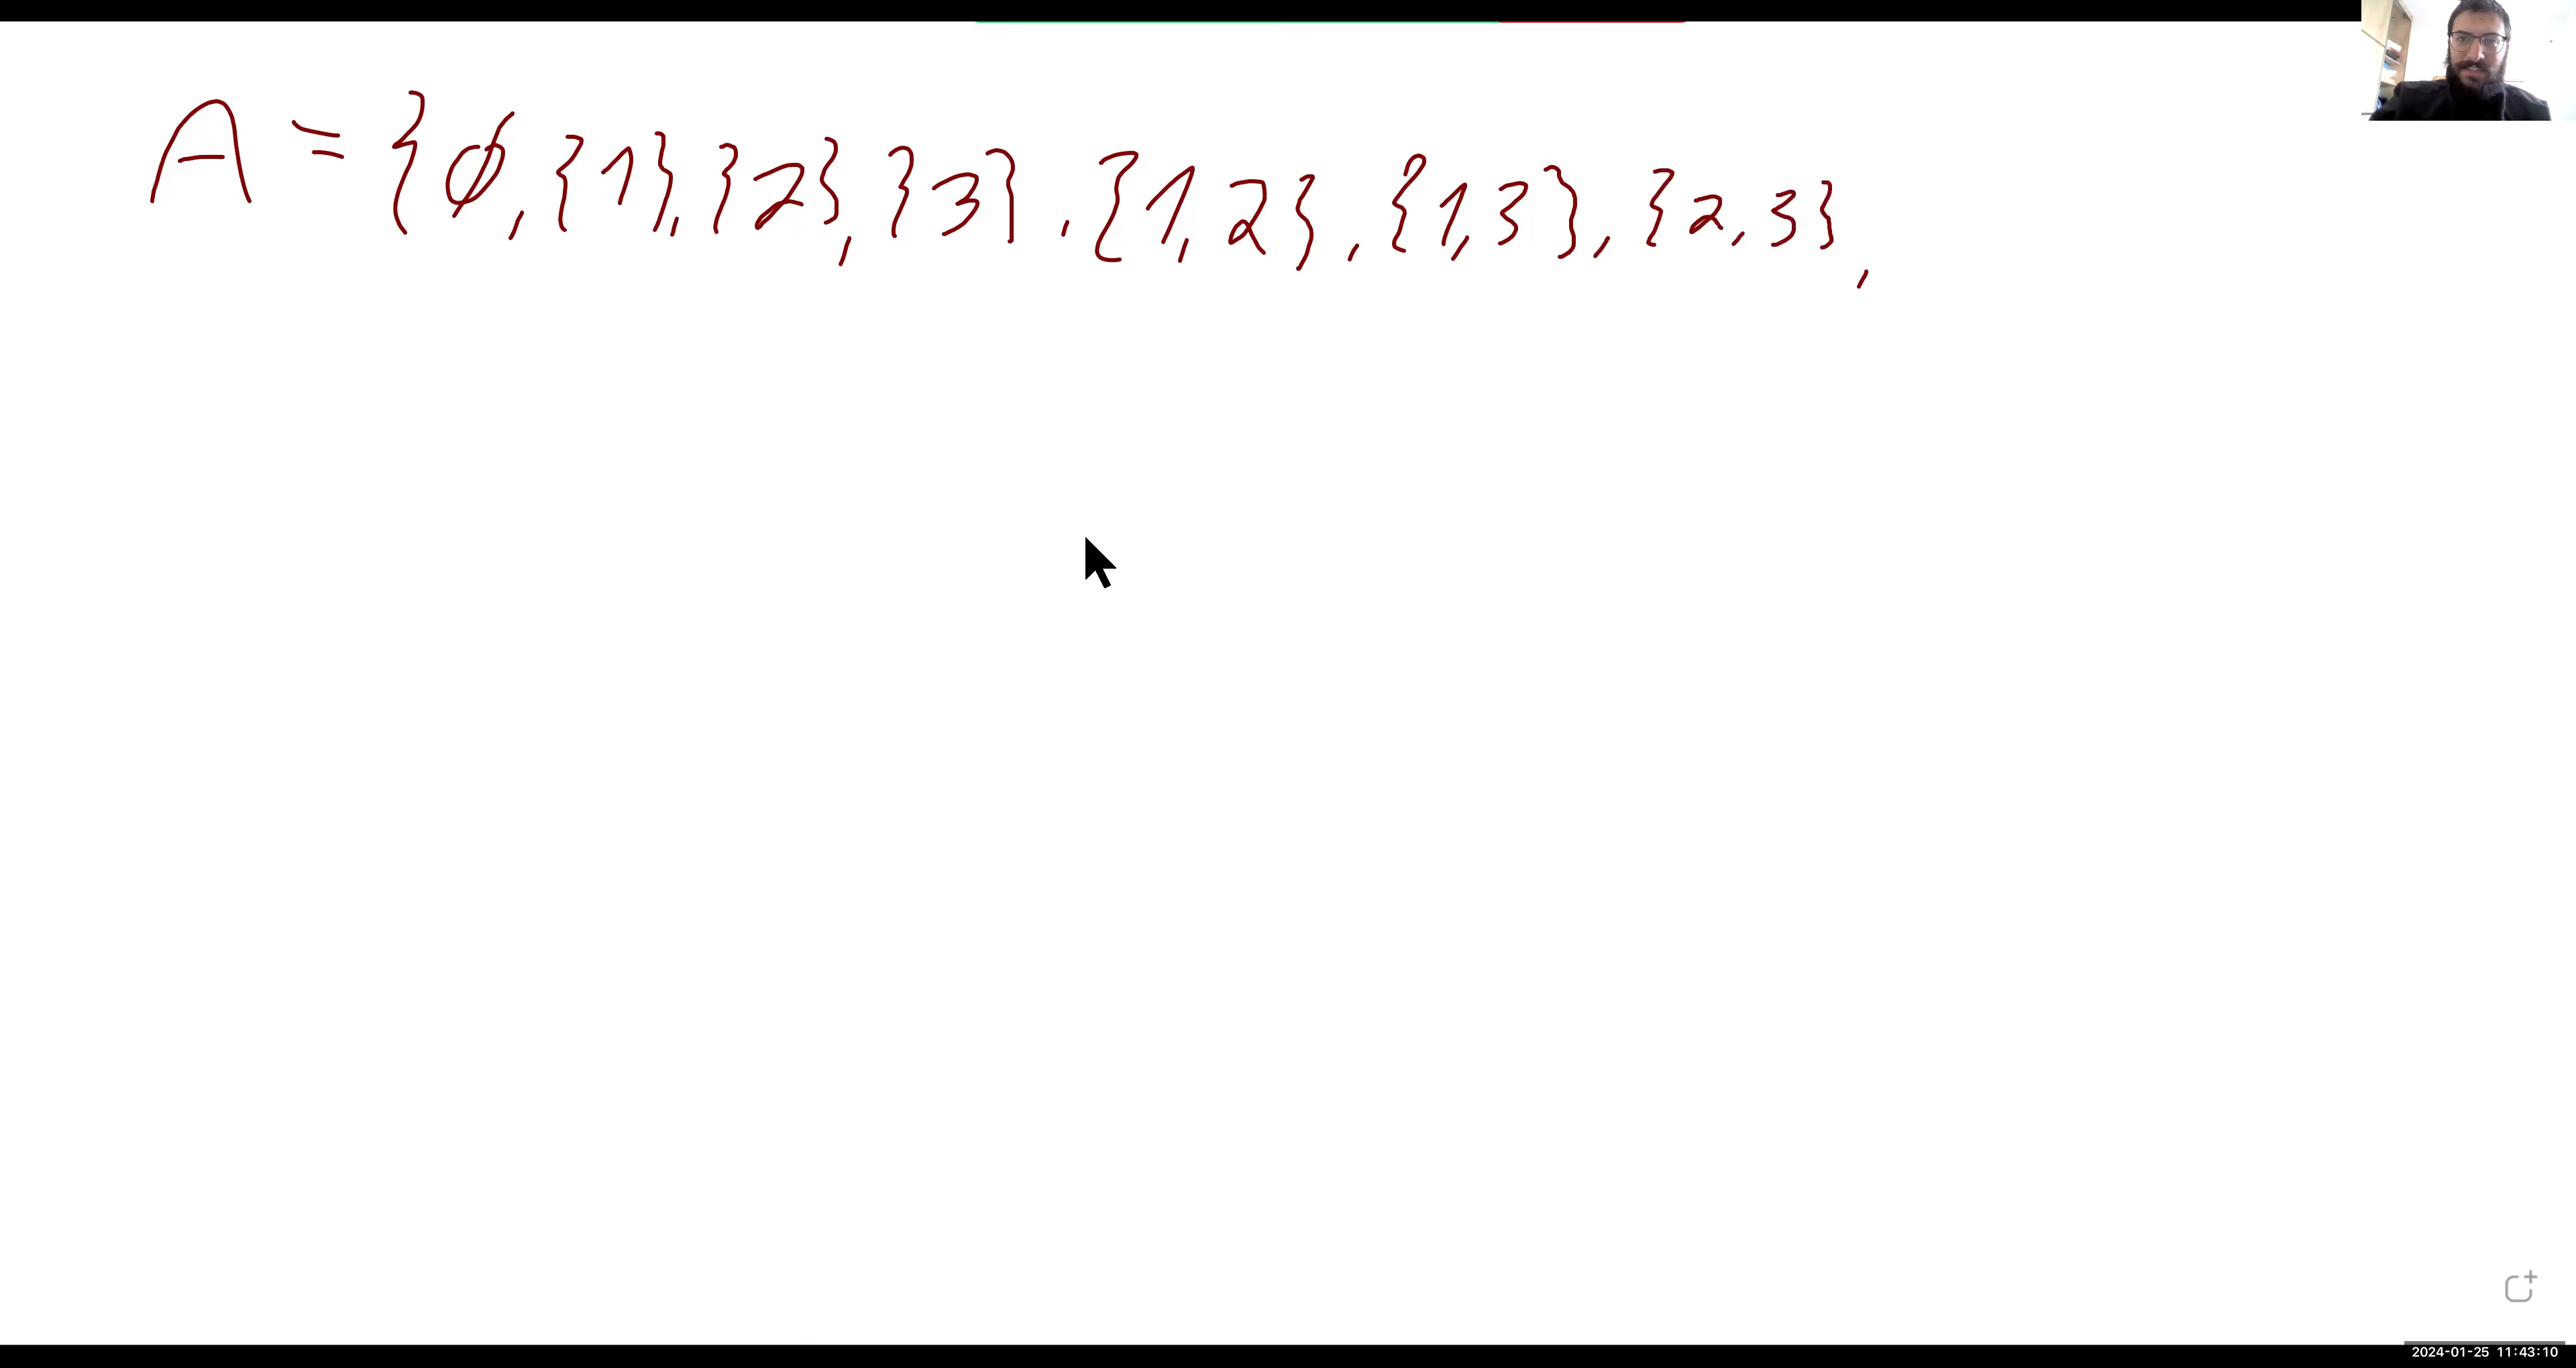 A = {∅, {1}, {2}, {3}, {1,2}, {1,3}, {2,3},
2024-01-25 11:43:10